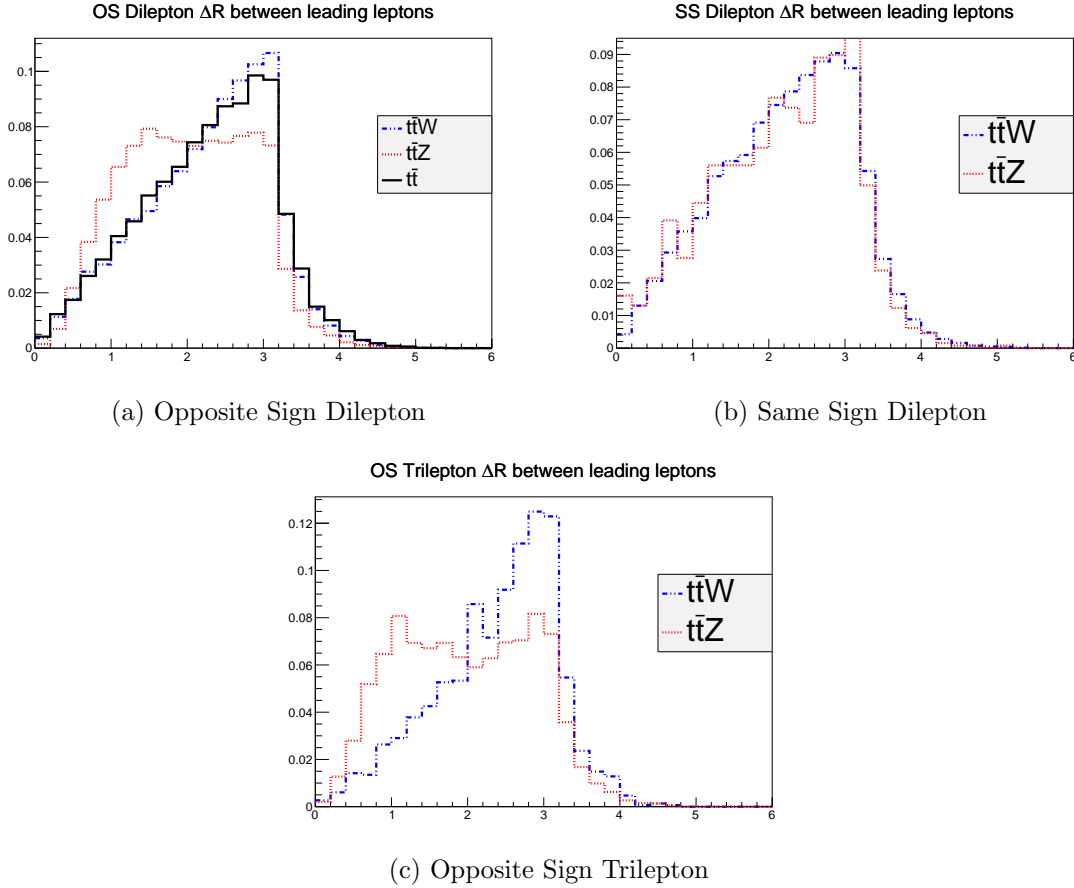 OS Dilepton ΔR between leading leptons
0.1
0.08
0.06
0.04
0.02
0
0 1 2 3 4 5 6
tt̄W
tt̄Z
tt̄
(a) Opposite Sign Dilepton
SS Dilepton ΔR between leading leptons
0.09
0.08
0.07
0.06
0.05
0.04
0.03
0.02
0.01
0
0 1 2 3 4 5 6
tt̄W
tt̄Z
(b) Same Sign Dilepton
OS Trilepton ΔR between leading leptons
0.12
0.1
0.08
0.06
0.04
0.02
0
0 1 2 3 4 5 6
tt̄W
tt̄Z
(c) Opposite Sign Trilepton